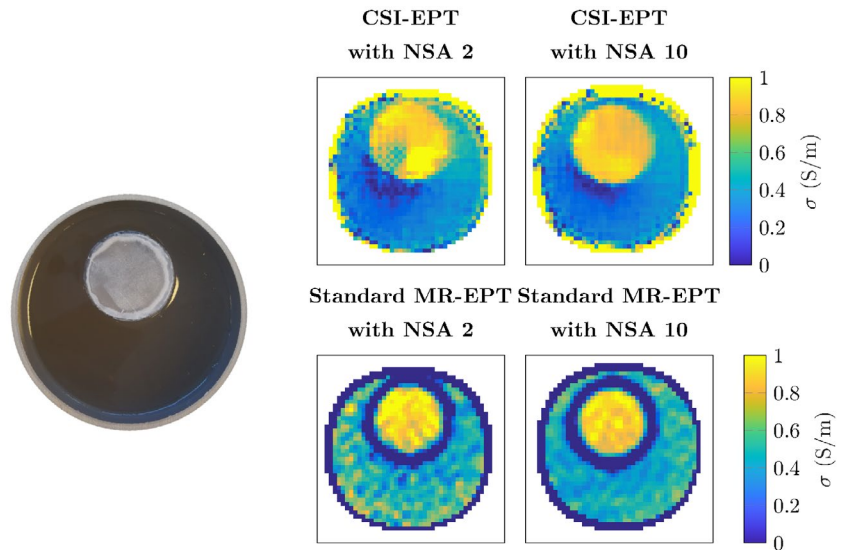 CSI-EPT
with NSA 2
CSI-EPT
with NSA 10
1
0.8
0.6
0.4
0.2
0
σ (S/m)
Standard MR-EPT
with NSA 2
Standard MR-EPT
with NSA 10
1
0.8
0.6
0.4
0.2
0
σ (S/m)